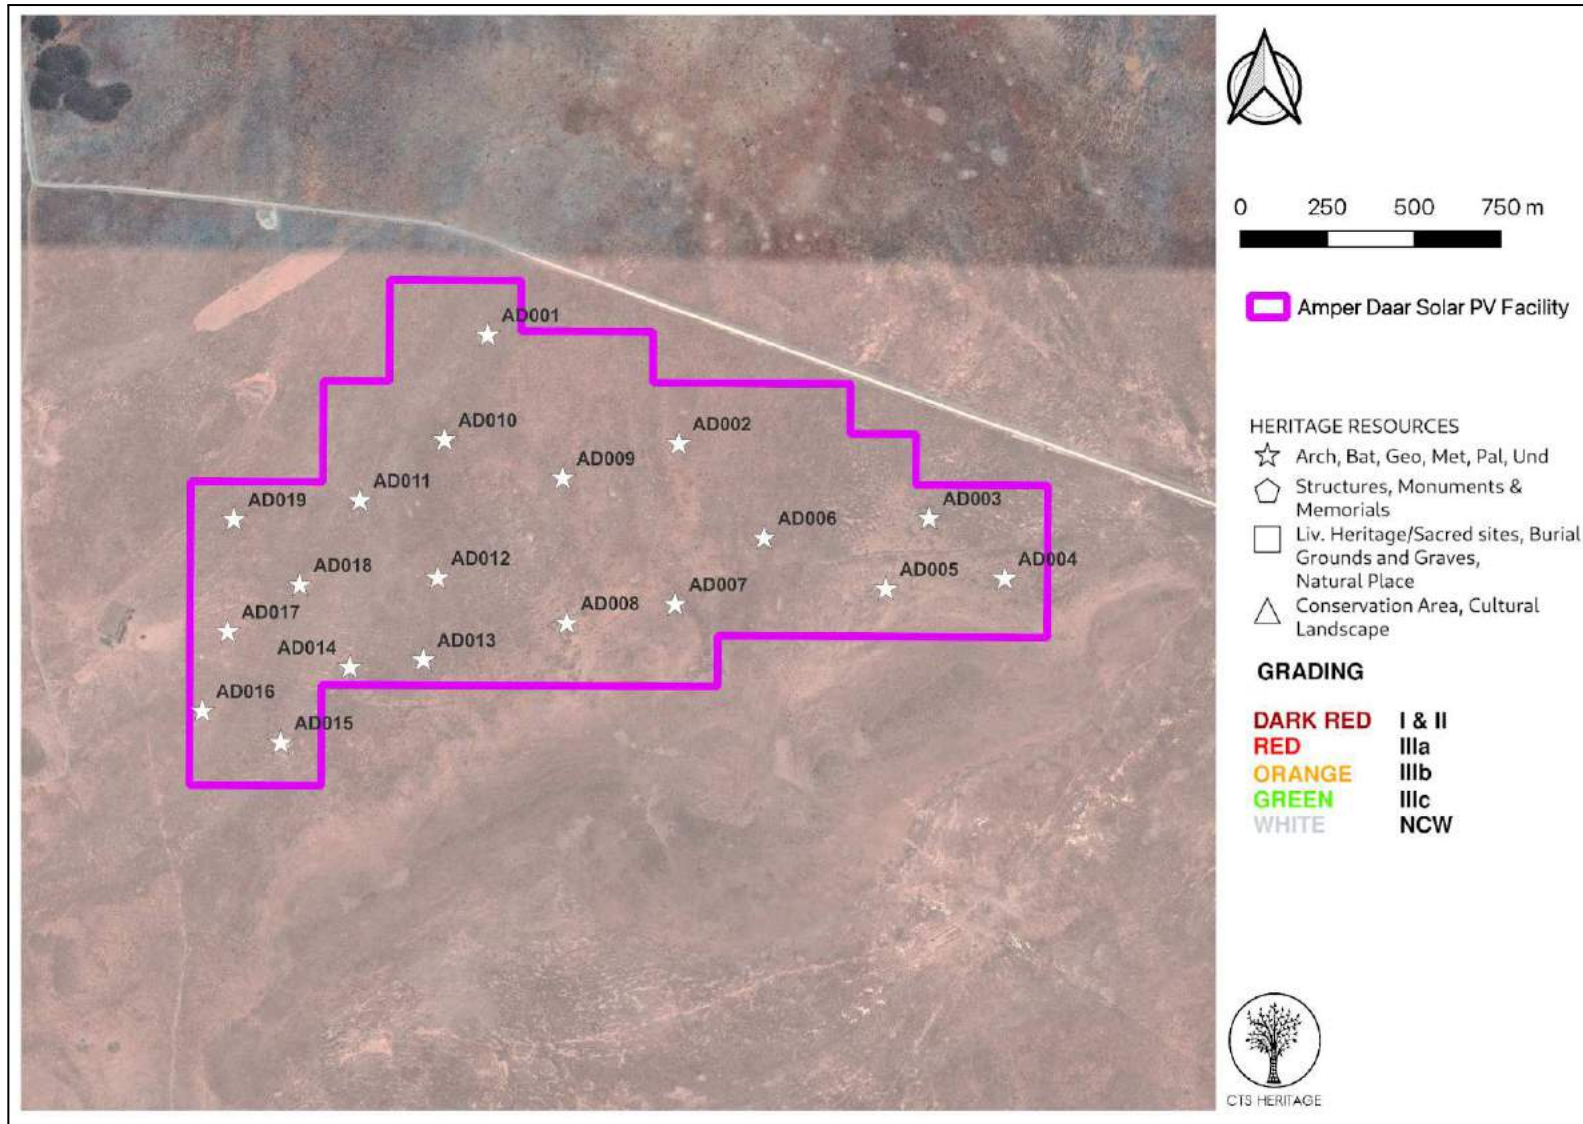 AD001
AD010
AD002
AD009
AD011
AD019
AD003
AD006
AD012
AD018
AD005
AD004
AD007
AD008
AD017
AD014
AD013
AD016
AD015
0 250 500 750 m
Amper Daar Solar PV Facility
HERITAGE RESOURCES
Arch, Bat, Geo, Met, Pal, Und
Structures, Monuments &
Memorials
Liv. Heritage/Sacred sites, Burial
Grounds and Graves,
Natural Place
Conservation Area, Cultural
Landscape
GRADING
DARK RED I & II
RED IIIa
ORANGE IIIb
GREEN IIIc
WHITE NCW
CTS HERITAGE